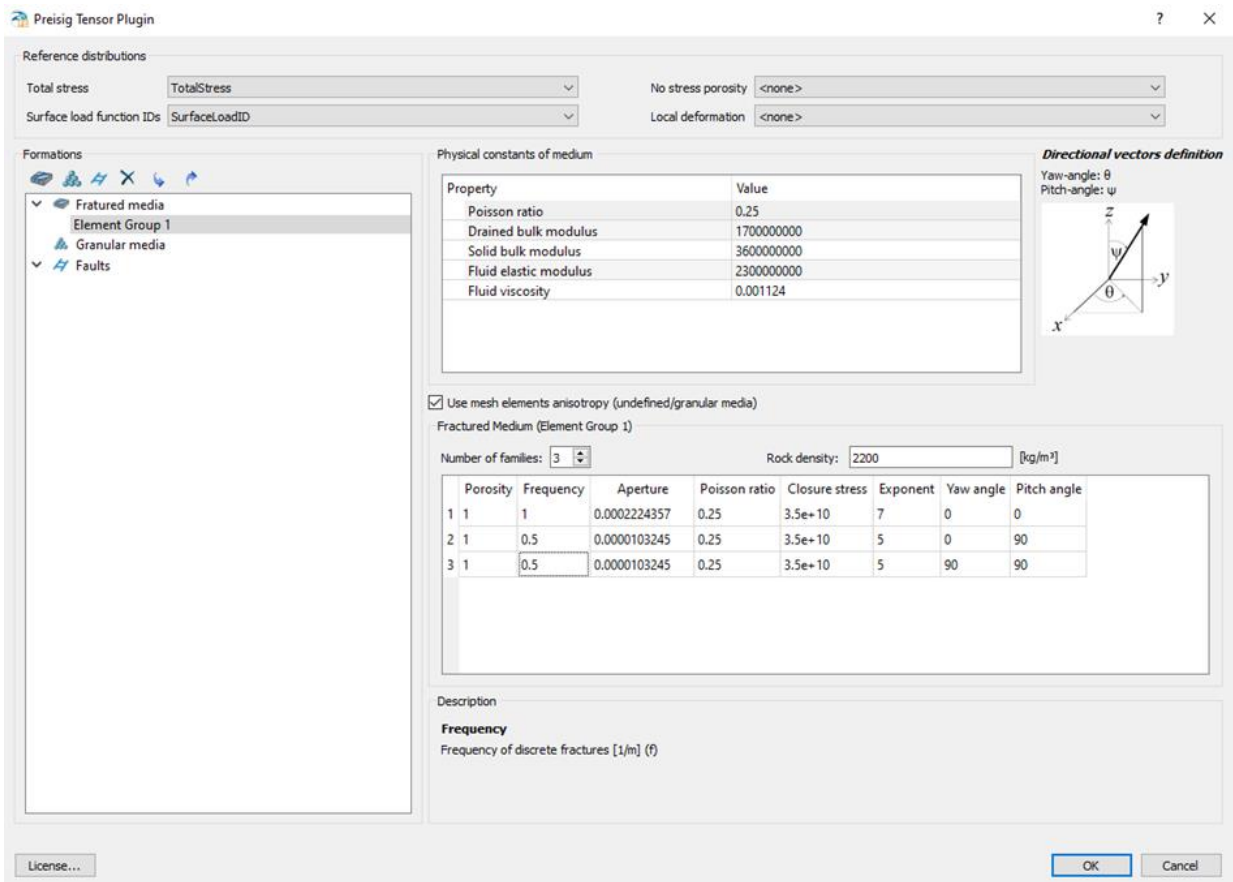 Preisig Tensor Plugin
? ×
Reference distributions
Total stress TotalStress No stress porosity <none>
Surface load function IDs SurfaceLoadID Local deformation <none>
Formations
Fratured media
Element Group 1
Granular media
Faults
Physical constants of medium
Property Value
Poisson ratio 0.25
Drained bulk modulus 1700000000
Solid bulk modulus 3600000000
Fluid elastic modulus 2300000000
Fluid viscosity 0.001124
Directional vectors definition
Yaw-angle: θ
Pitch-angle: ψ
z
ψ
y
θ
x
Use mesh elements anisotropy (undefined/granular media)
Fractured Medium (Element Group 1)
Number of families: 3 Rock density: 2200 [kg/m³]
Porosity Frequency Aperture Poisson ratio Closure stress Exponent Yaw angle Pitch angle
1 1 1 0.0002224357 0.25 3.5e+10 7 0 0
2 1 0.5 0.0000103245 0.25 3.5e+10 5 0 90
3 1 0.5 0.0000103245 0.25 3.5e+10 5 90 90
Description
Frequency
Frequency of discrete fractures [1/m] (f)
License... OK Cancel